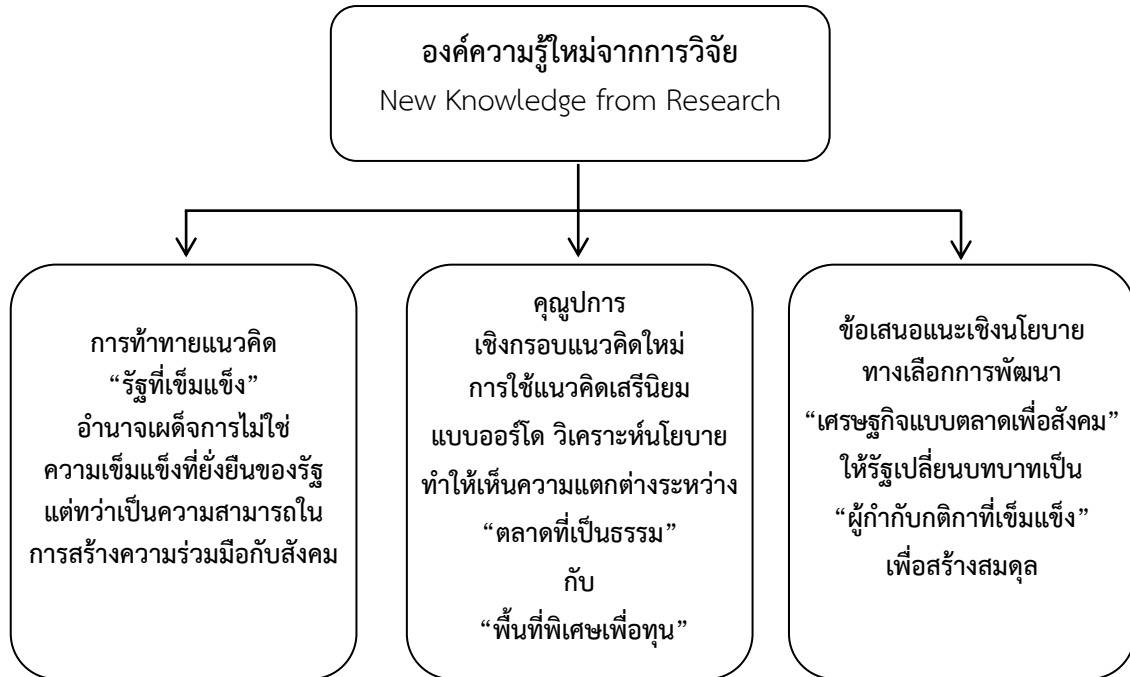 องค์ความรู้ใหม่จากการวิจัย
New Knowledge from Research
การท้าทายแนวคิด
“รัฐที่เข็มแข็ง”
อำนาจเผด็จการไม่ใช่
ความเข็มแข็งที่ยั่งยืนของรัฐ
แต่ทว่าเป็นความสามารถใน
การสร้างความร่วมมือกับสังคม
คุณูปการ
เชิงกรอบแนวคิดใหม่
การใช้แนวคิดเสรีนิยม
แบบออร์โด วิเคราะห์นโยบาย
ทำให้เห็นความแตกต่างระหว่าง
“ตลาดที่เป็นธรรม”
กับ
“พื้นที่พิเศษเพื่อทุน”
ข้อเสนอแนะเชิงนโยบาย
ทางเลือกการพัฒนา
“เศรษฐกิจแบบตลาดเพื่อสังคม”
ให้รัฐเปลี่ยนบทบาทเป็น
“ผู้กำกับกติกาที่เข็มแข็ง”
เพื่อสร้างสมดุล